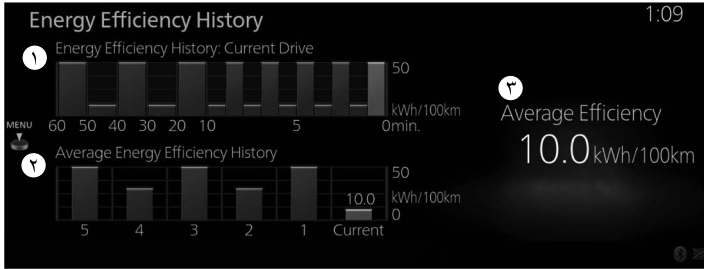 Energy Efficiency History
1:09
١
Energy Efficiency History: Current Drive
50
kWh/100km
60 50 40 30 20 10 5 0min.
MENU
٢
Average Energy Efficiency History
50
10.0
kWh/100km
0
5 4 3 2 1 Current
٣
Average Efficiency
10.0 kWh/100km